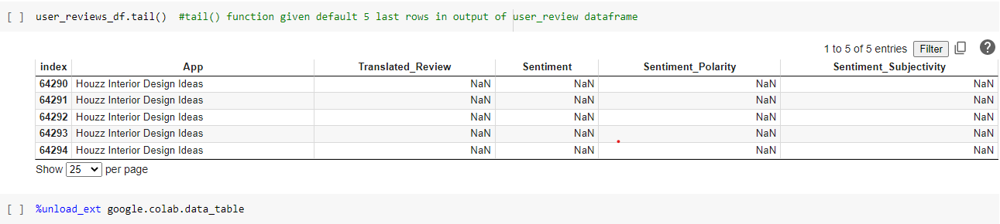 [ ] user_reviews_df.tail() #tail() function given default 5 last rows in output of user_review dataframe
1 to 5 of 5 entries Filter ?
index App Translated_Review Sentiment Sentiment_Polarity Sentiment_Subjectivity
64290 Houzz Interior Design Ideas NaN NaN NaN NaN
64291 Houzz Interior Design Ideas NaN NaN NaN NaN
64292 Houzz Interior Design Ideas NaN NaN NaN NaN
64293 Houzz Interior Design Ideas NaN NaN NaN NaN
64294 Houzz Interior Design Ideas NaN NaN NaN NaN
Show 25 per page
[ ] %unload_ext google.colab.data_table